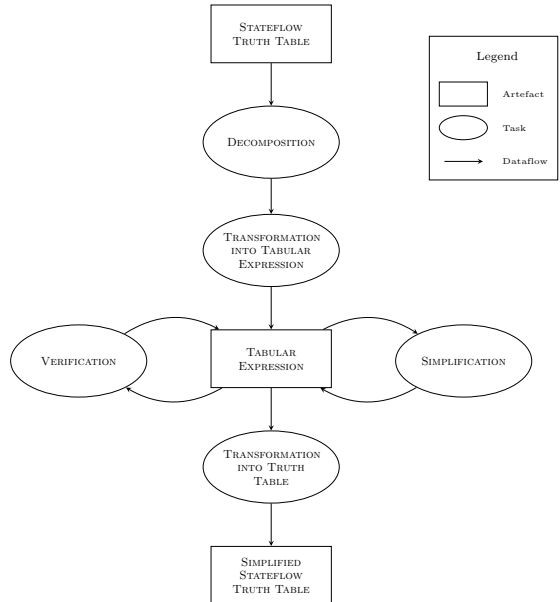 STATEFLOW
TRUTH TABLE
Legend
Artefact
Task
Dataflow
DECOMPOSITION
TRANSFORMATION
INTO TABULAR
EXPRESSION
VERIFICATION
TABULAR
EXPRESSION
SIMPLIFICATION
TRANSFORMATION
INTO TRUTH
TABLE
SIMPLIFIED
STATEFLOW
TRUTH TABLE